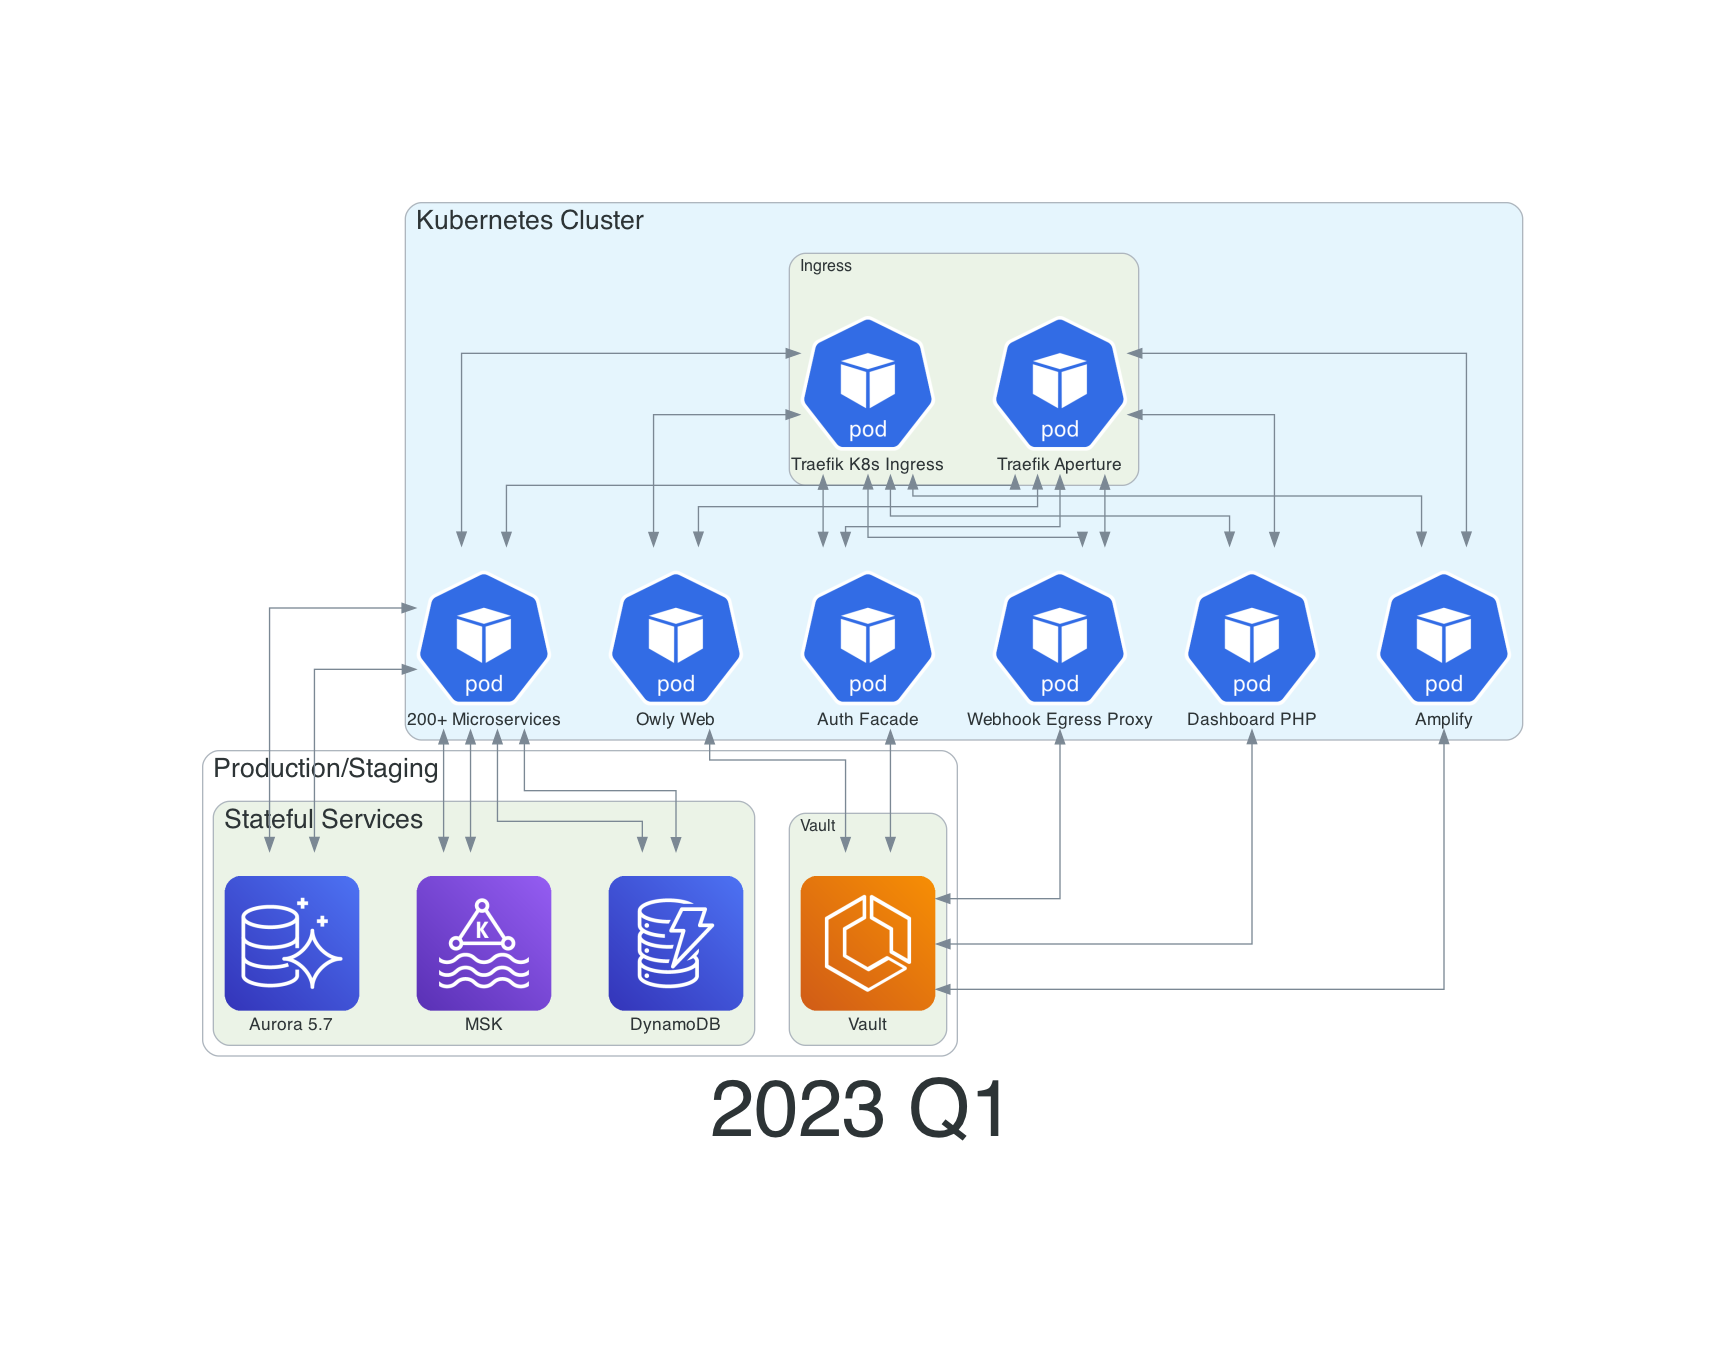 Kubernetes Cluster
Ingress
pod
pod
Traefik K8s Ingress
Traefik Aperture
pod
pod
pod
pod
pod
pod
200+ Microservices
Owly Web
Auth Facade
Webhook Egress Proxy
Dashboard PHP
Amplify
Production/Staging
Stateful Services
Vault
K
Aurora 5.7
MSK
DynamoDB
Vault
2023 Q1